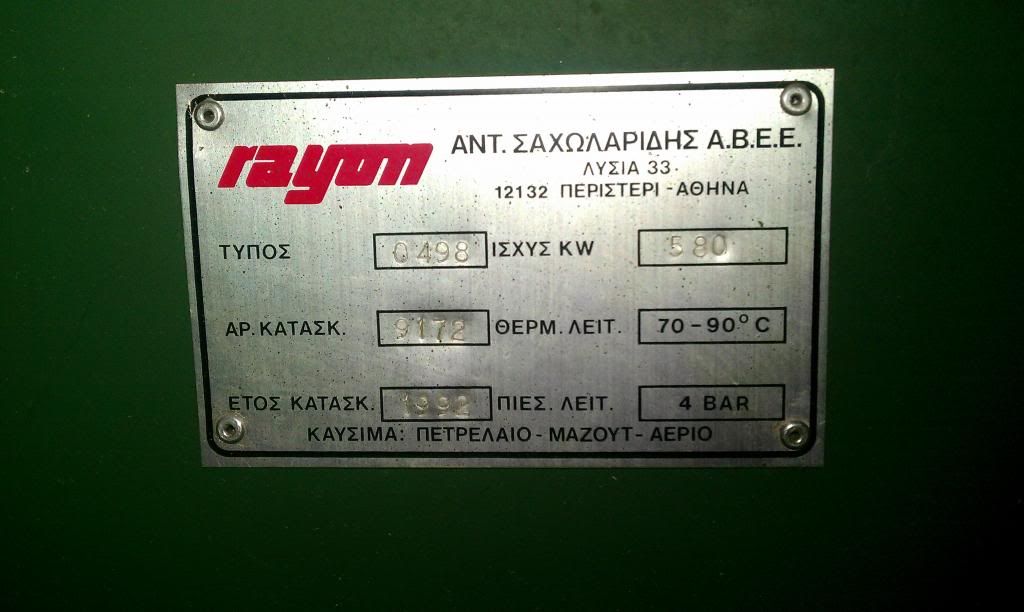 rayon
ΑΝΤ. ΣΑΧΩΛΑΡΙΔΗΣ Α.Β.Ε.Ε.
ΛΥΣΙΑ 33
12132 ΠΕΡΙΣΤΕΡΙ - ΑΘΗΝΑ
ΤΥΠΟΣ 0498 ΙΣΧΥΣ KW 580
ΑΡ. ΚΑΤΑΣΚ. 9172 ΘΕΡΜ. ΛΕΙΤ. 70 - 90° C
ΕΤΟΣ ΚΑΤΑΣΚ. 1992 ΠΙΕΣ. ΛΕΙΤ. 4 BAR
ΚΑΥΣΙΜΑ: ΠΕΤΡΕΛΑΙΟ - ΜΑΖΟΥΤ - ΑΕΡΙΟ